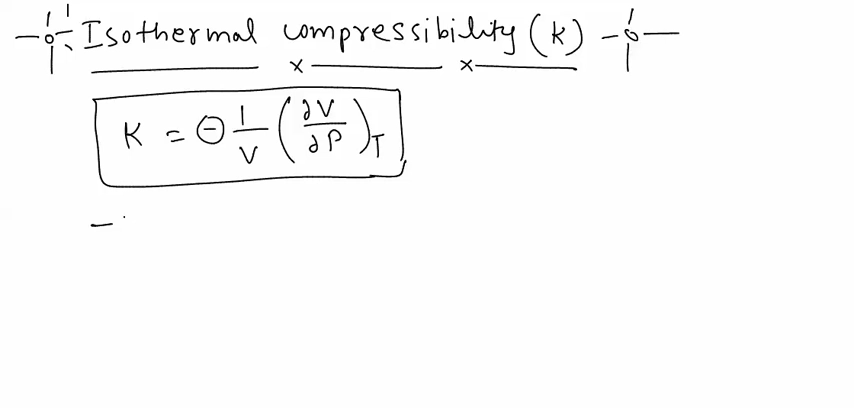 Isothermal compressibility (K)
K = ⊖ 1/V (∂V/∂P)_T
-